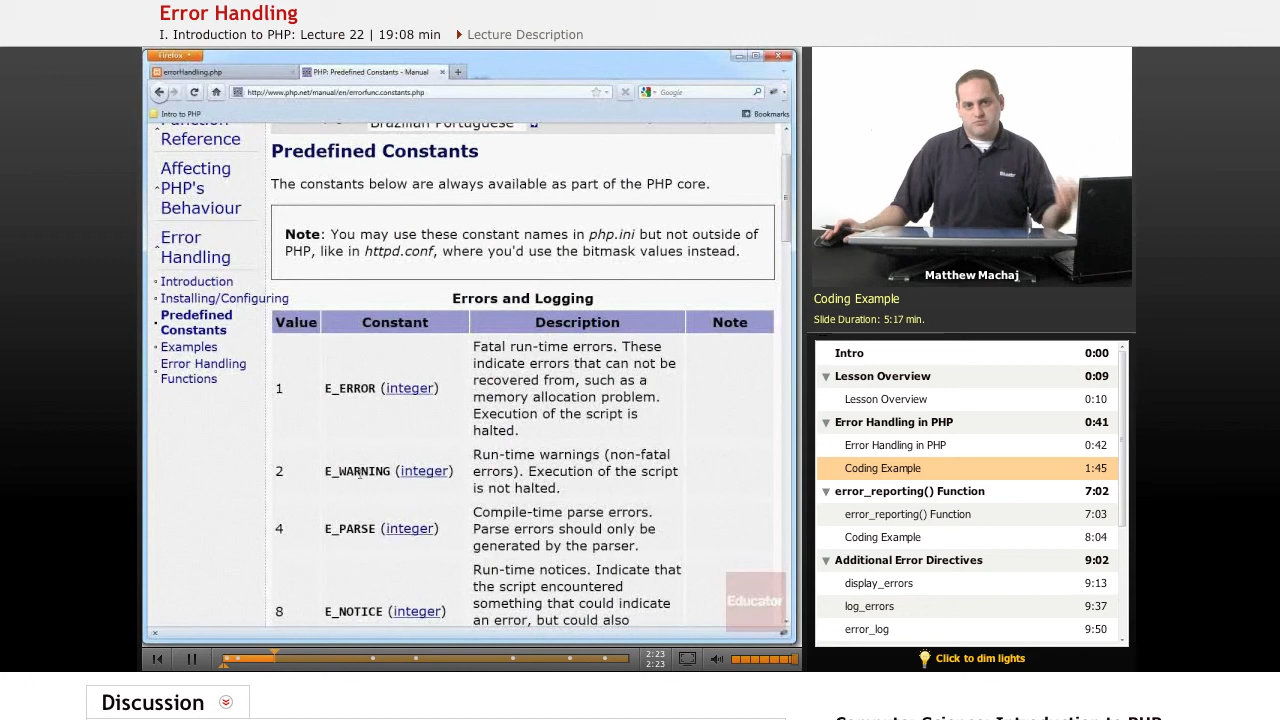 Error Handling
I. Introduction to PHP: Lecture 22 | 19:08 min
Lecture Description
Firefox
errorHandling.php
PHP: Predefined Constants - Manual
http://www.php.net/manual/en/errorfunc.constants.php
Google
Intro to PHP
Bookmarks
Function
Reference
Affecting
PHP's
Behaviour
Error
Handling
Introduction
Installing/Configuring
Predefined
Constants
Examples
Error Handling
Functions
Brazilian Portuguese
Predefined Constants
The constants below are always available as part of the PHP core.
Note: You may use these constant names in php.ini but not outside of
PHP, like in httpd.conf, where you'd use the bitmask values instead.
Errors and Logging
Value Constant Description Note
1 E_ERROR (integer)
Fatal run-time errors. These
indicate errors that can not be
recovered from, such as a
memory allocation problem.
Execution of the script is
halted.
2 E_WARNING (integer)
Run-time warnings (non-fatal
errors). Execution of the script
is not halted.
4 E_PARSE (integer)
Compile-time parse errors.
Parse errors should only be
generated by the parser.
8 E_NOTICE (integer)
Run-time notices. Indicate that
the script encountered
something that could indicate
an error, but could also
Educator
2:23
2:23
Matthew Machaj
Coding Example
Slide Duration: 5:17 min.
Intro 0:00
Lesson Overview 0:09
Lesson Overview 0:10
Error Handling in PHP 0:41
Error Handling in PHP 0:42
Coding Example 1:45
error_reporting() Function 7:02
error_reporting() Function 7:03
Coding Example 8:04
Additional Error Directives 9:02
display_errors 9:13
log_errors 9:37
error_log 9:50
Click to dim lights
Discussion
Computer Science: Introduction to PHP